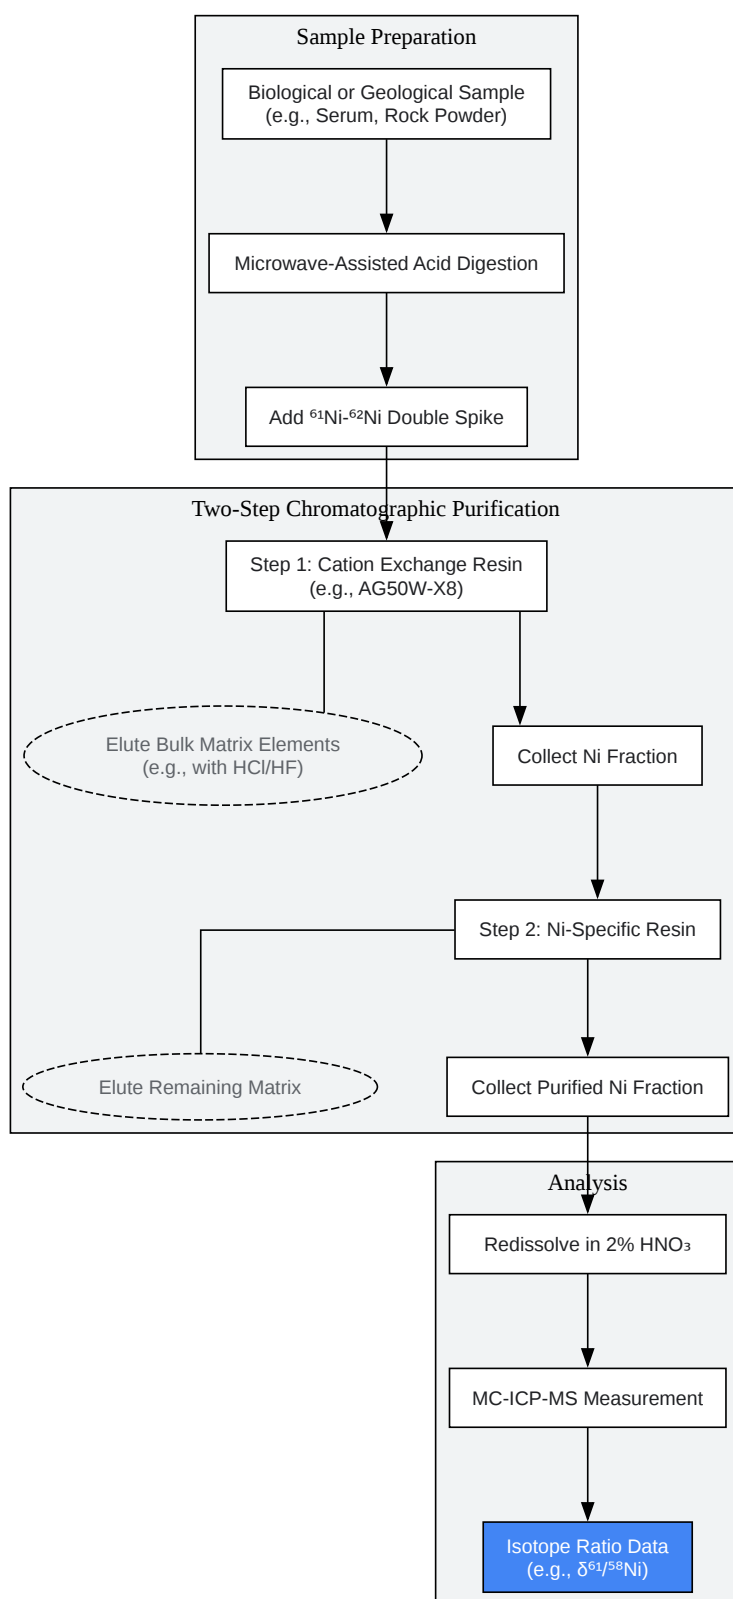 Sample Preparation
Biological or Geological Sample
(e.g., Serum, Rock Powder)
Microwave-Assisted Acid Digestion
Add ⁶¹Ni-⁶²Ni Double Spike
Two-Step Chromatographic Purification
Step 1: Cation Exchange Resin
(e.g., AG50W-X8)
Elute Bulk Matrix Elements
(e.g., with HCl/HF)
Collect Ni Fraction
Step 2: Ni-Specific Resin
Elute Remaining Matrix
Collect Purified Ni Fraction
Analysis
Redissolve in 2% HNO₃
MC-ICP-MS Measurement
Isotope Ratio Data
(e.g., δ⁶¹/⁵⁸Ni)